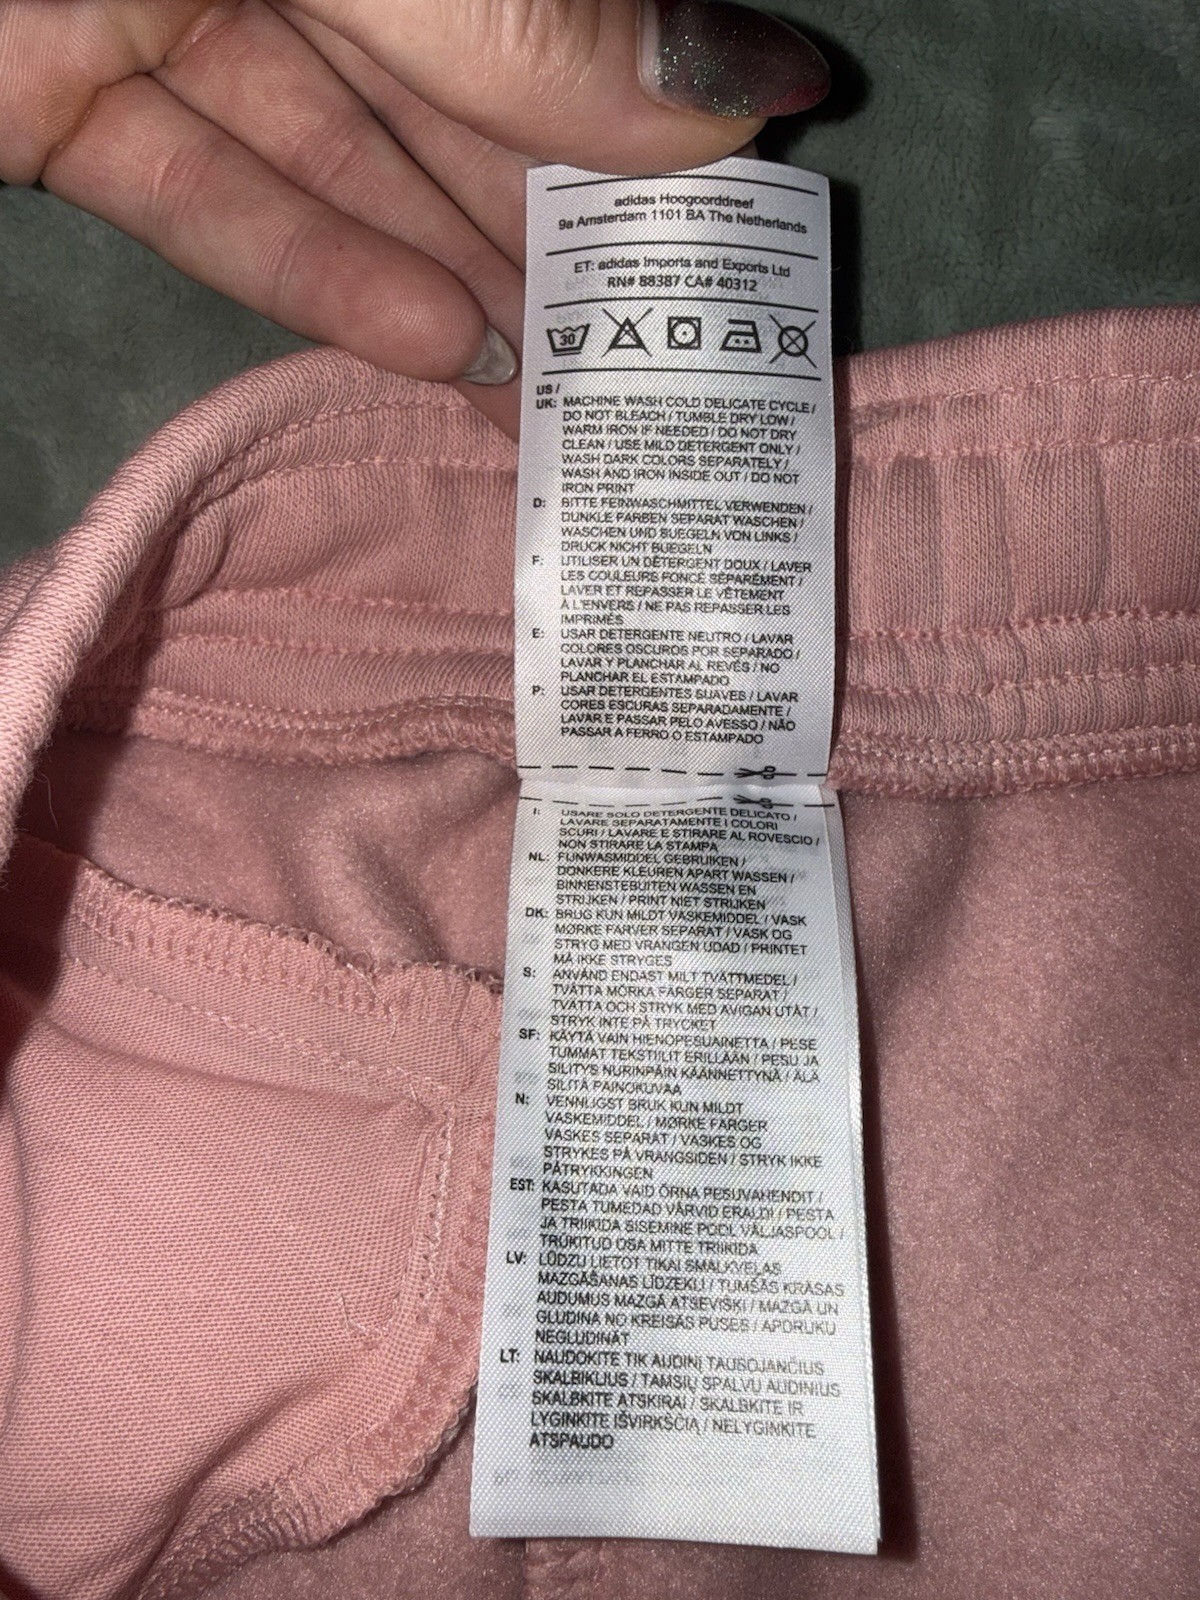 adidas Hoogoorddreef
9a Amsterdam 1101 BA The Netherlands
ET: adidas Imports and Exports Ltd
RN# 88387 CA# 40312
30
US /
UK: MACHINE WASH COLD DELICATE CYCLE /
DO NOT BLEACH / TUMBLE DRY LOW /
WARM IRON IF NEEDED / DO NOT DRY
CLEAN / USE MILD DETERGENT ONLY /
WASH DARK COLORS SEPARATELY /
WASH AND IRON INSIDE OUT / DO NOT
IRON PRINT
D: BITTE FEINWASCHMITTEL VERWENDEN /
DUNKLE FARBEN SEPARAT WASCHEN /
WASCHEN UND BUEGELN VON LINKS /
DRUCK NICHT BUEGELN
F: UTILISER UN DÉTERGENT DOUX / LAVER
LES COULEURS FONCÉ SÉPARÉMENT /
LAVER ET REPASSER LE VÊTEMENT
À L'ENVERS / NE PAS REPASSER LES
IMPRIMÉS
E: USAR DETERGENTE NEUTRO / LAVAR
COLORES OSCUROS POR SEPARADO /
LAVAR Y PLANCHAR AL REVÉS / NO
PLANCHAR EL ESTAMPADO
P: USAR DETERGENTES SUAVES / LAVAR
CORES ESCURAS SEPARADAMENTE /
LAVAR E PASSAR PELO AVESSO / NÃO
PASSAR A FERRO O ESTAMPADO
I: USARE SOLO DETERGENTE DELICATO /
LAVARE SEPARATAMENTE I COLORI
SCURI / LAVARE E STIRARE AL ROVESCIO /
NON STIRARE LA STAMPA
NL: FIJNWASMIDDEL GEBRUIKEN /
DONKERE KLEUREN APART WASSEN /
BINNENSTEBUITEN WASSEN EN
STRIJKEN / PRINT NIET STRIJKEN
DK: BRUG KUN MILDT VASKEMIDDEL / VASK
MØRKE FARVER SEPARAT / VASK OG
STRYG MED VRANGEN UDAD / PRINTET
MÅ IKKE STRYGES
S: ANVÄND ENDAST MILT TVÄTTMEDEL /
TVÄTTA MÖRKA FÄRGER SEPARAT /
TVÄTTA OCH STRYK MED AVIGAN UTÅT /
STRYK INTE PÅ TRYCKET
SF: KÄYTÄ VAIN HIENOPESUAINETTA / PESE
TUMMAT TEKSTIILIT ERILLÄÄN / PESU JA
SILITYS NURINPÄIN KÄÄNNETTYNÄ / ÄLÄ
SILITÄ PAINOKUVAA
N: VENNLIGST BRUK KUN MILDT
VASKEMIDDEL / MØRKE FARGER
VASKES SEPARAT / VASKES OG
STRYKES PÅ VRANGSIDEN / STRYK IKKE
PÅTRYKKINGEN
EST: KASUTADA VAID ÕRNA PESUVAHENDIT /
PESTA TUMEDAD VÄRVID ERALDI / PESTA
JA TRIIKIDA SISEMINE POOL VÄLJASPOOL /
TRÜKITUD OSA MITTE TRIIKIDA
LV: LŪDZU LIETOT TIKAI SMALKVEĻAS
MAZGĀŠANAS LĪDZEKLI / TUMŠĀS KRĀSAS
AUDUMUS MAZGĀ ATSEVIŠĶI / MAZGĀ UN
GLUDINA NO KREISĀS PUSES / APDRUKU
NEGLUDINĀT
LT: NAUDOKITE TIK AUDINĮ TAUSOJANČIUS
SKALBIKLIUS / TAMSIŲ SPALVŲ AUDINIUS
SKALBKITE ATSKIRAI / SKALBKITE IR
LYGINKITE IŠVIRKŠČIĄ / NELYGINKITE
ATSPAUDO